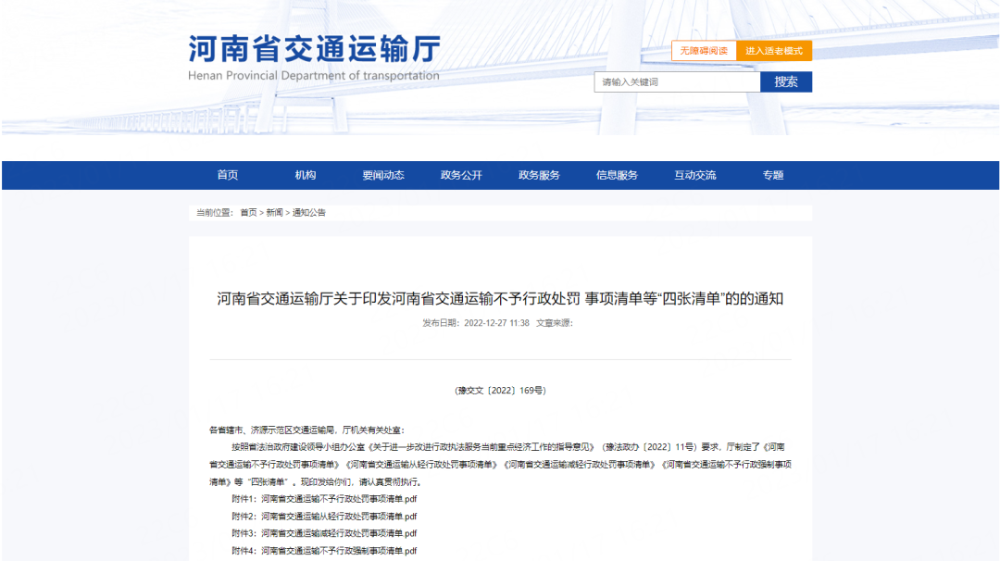 河南省交通运输厅
Henan Provincial Department of transportation
无障碍阅读 进入适老模式
请输入关键词 搜索
首页 机构 要闻动态 政务公开 政务服务 信息服务 互动交流 专题
当前位置： 首页 > 新闻 > 通知公告
河南省交通运输厅关于印发河南省交通运输不予行政处罚 事项清单等“四张清单”的的通知
发布日期：2022-12-27 11:38 文章来源：
(豫交文〔2022〕169号)
各省辖市、济源示范区交通运输局，厅机关有关处室：
按照省法治政府建设领导小组办公室《关于进一步改进行政执法服务当前重点经济工作的指导意见》（豫法政办〔2022〕11号）要求，厅制定了《河南
省交通运输不予行政处罚事项清单》《河南省交通运输从轻行政处罚事项清单》《河南省交通运输减轻行政处罚事项清单》《河南省交通运输不予行政强制事项
清单》等“四张清单”。现印发给你们，请认真贯彻执行。
附件1：河南省交通运输不予行政处罚事项清单.pdf
附件2：河南省交通运输从轻行政处罚事项清单.pdf
附件3：河南省交通运输减轻行政处罚事项清单.pdf
附件4：河南省交通运输不予行政强制事项清单.pdf